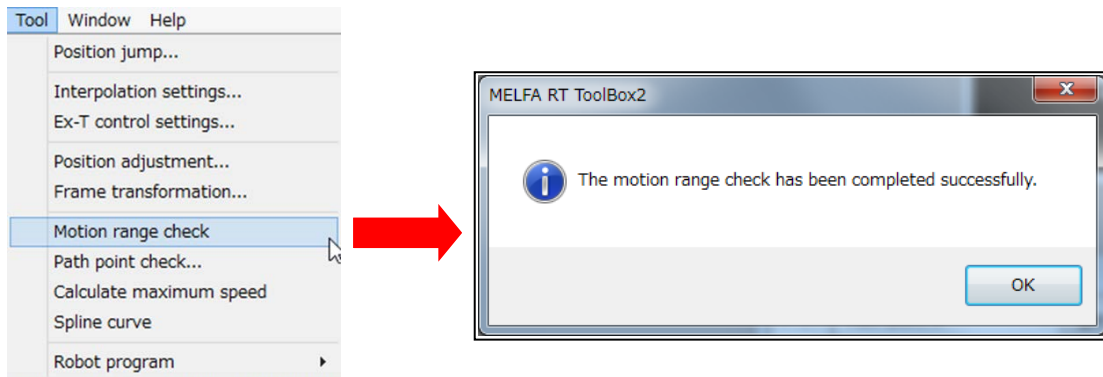 Tool Window Help
Position jump...
Interpolation settings...
Ex-T control settings...
Position adjustment...
Frame transformation...
Motion range check
Path point check...
Calculate maximum speed
Spline curve
Robot program
MELFA RT ToolBox2
The motion range check has been completed successfully.
OK